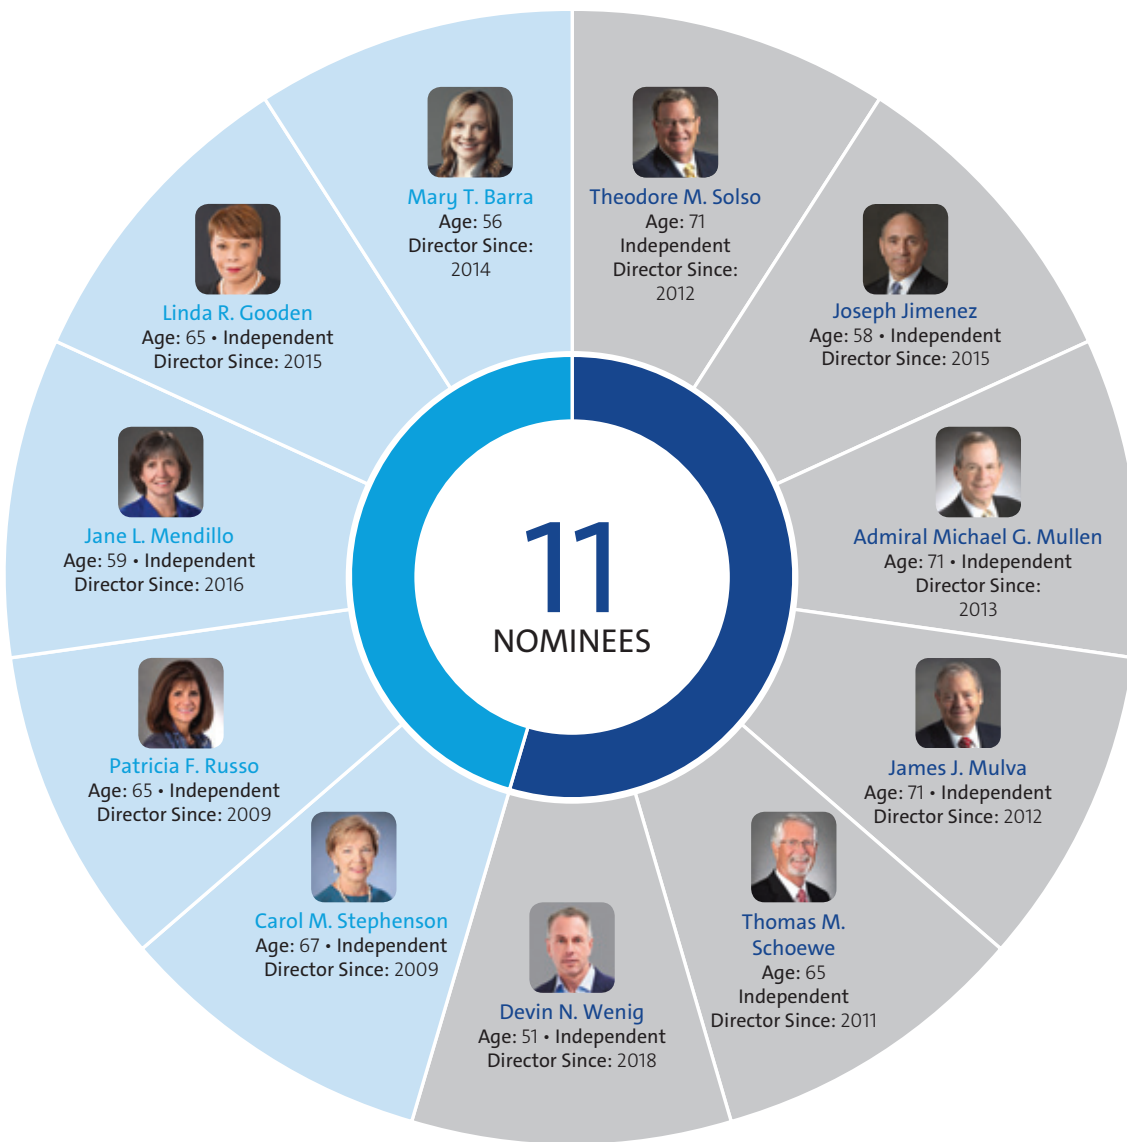 Mary T. Barra
Age: 56
Director Since:
2014
Theodore M. Solso
Age: 71
Independent
Director Since:
2012
Joseph Jimenez
Age: 58 • Independent
Director Since: 2015
Admiral Michael G. Mullen
Age: 71 • Independent
Director Since:
2013
James J. Mulva
Age: 71 • Independent
Director Since: 2012
Thomas M.
Schoewe
Age: 65
Independent
Director Since: 2011
Devin N. Wenig
Age: 51 • Independent
Director Since: 2018
Carol M. Stephenson
Age: 67 • Independent
Director Since: 2009
Patricia F. Russo
Age: 65 • Independent
Director Since: 2009
Jane L. Mendillo
Age: 59 • Independent
Director Since: 2016
Linda R. Gooden
Age: 65 • Independent
Director Since: 2015
11
NOMINEES